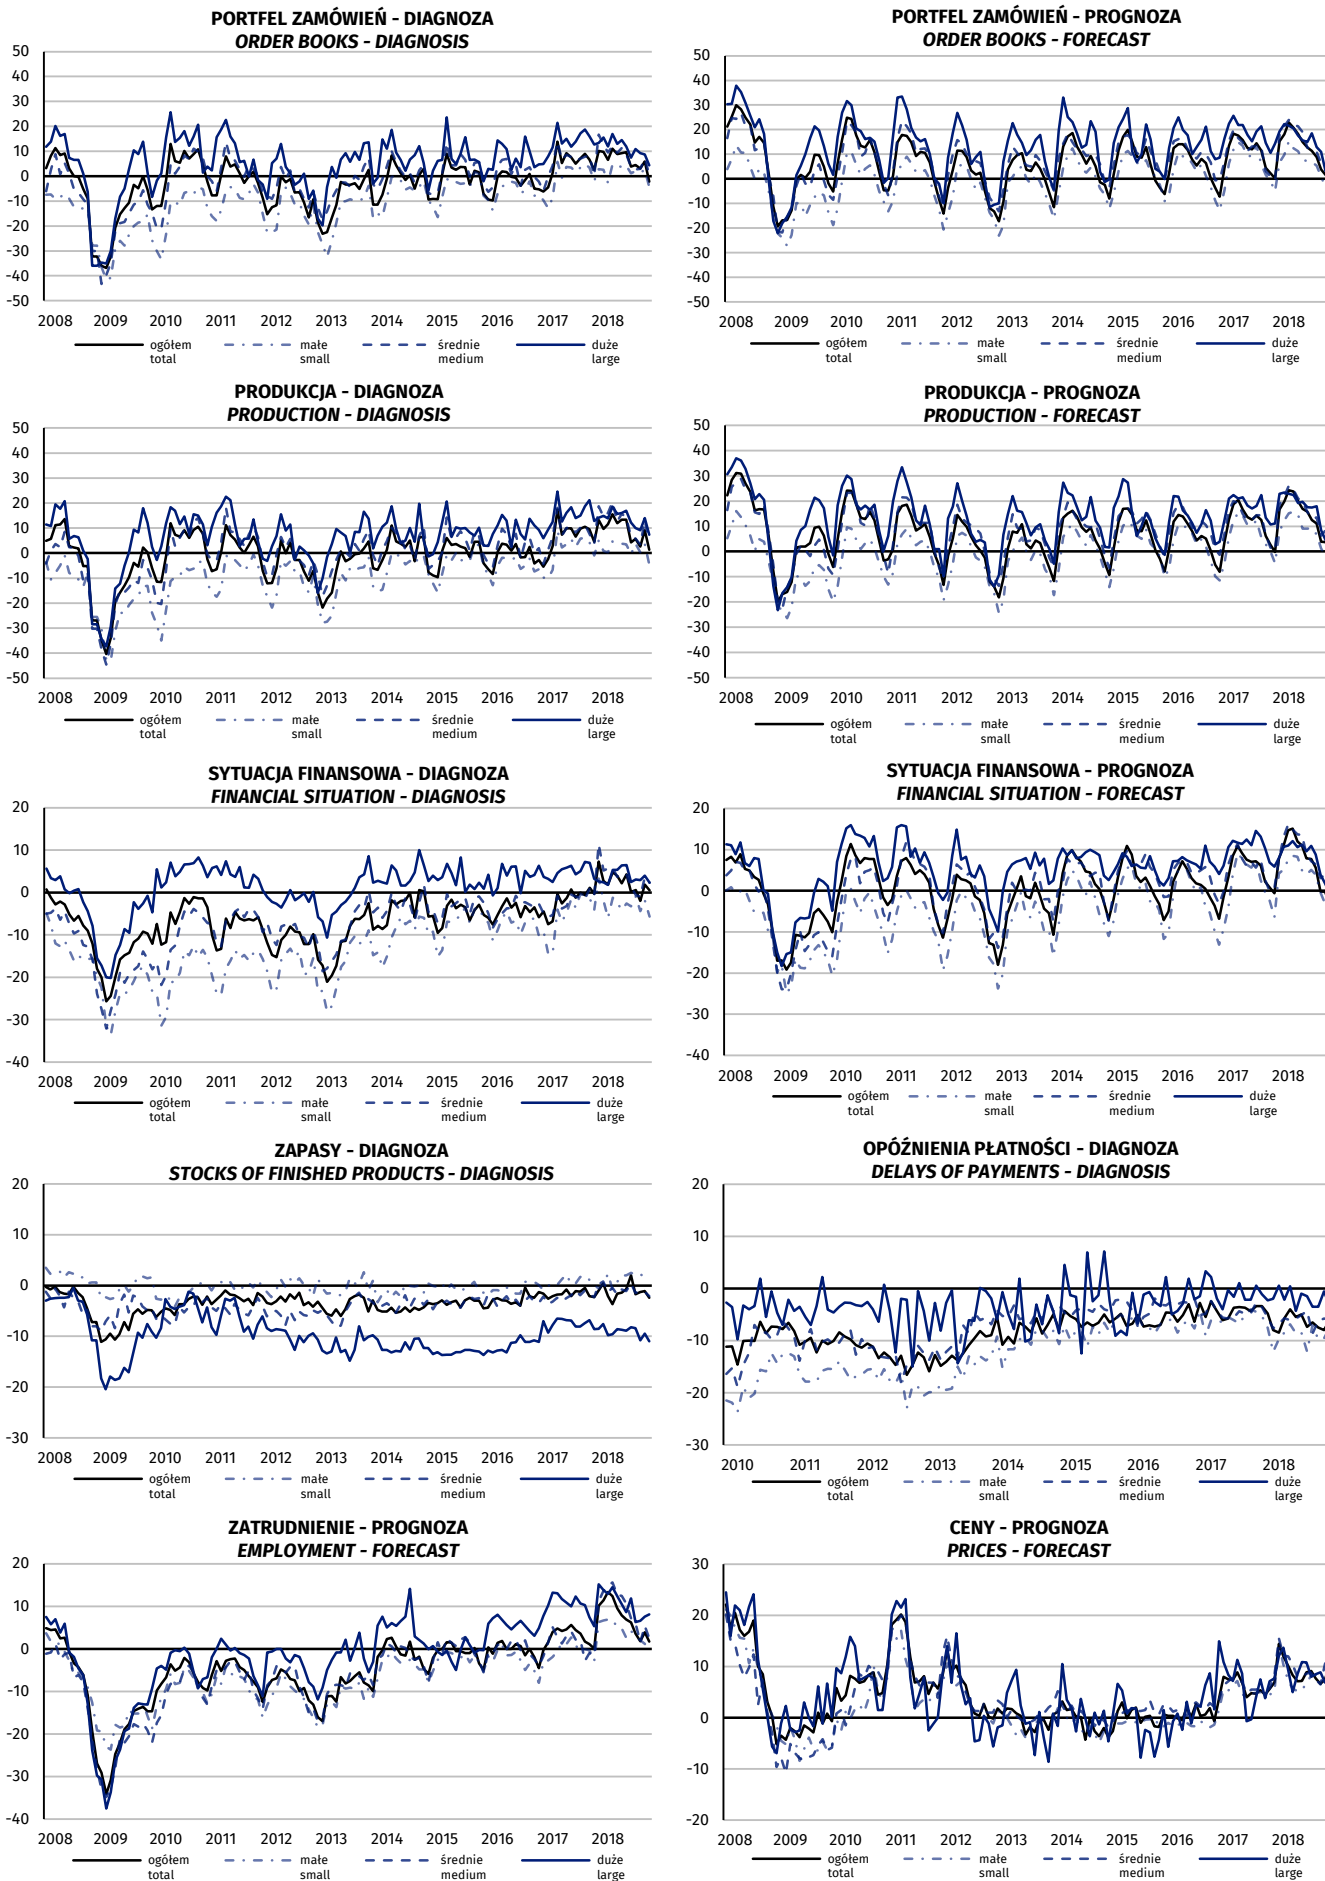 PORTFEL ZAMÓWIEŃ - DIAGNOZA
ORDER BOOKS - DIAGNOSIS
50
40
30
20
10
0
-10
-20
-30
-40
-50
2008 2009 2010 2011 2012 2013 2014 2015 2016 2017 2018
ogółem małe średnie duże
total small medium large
PORTFEL ZAMÓWIEŃ - PROGNOZA
ORDER BOOKS - FORECAST
50
40
30
20
10
0
-10
-20
-30
-40
-50
2008 2009 2010 2011 2012 2013 2014 2015 2016 2017 2018
ogółem małe średnie duże
total small medium large
PRODUKCJA - DIAGNOZA
PRODUCTION - DIAGNOSIS
50
40
30
20
10
0
-10
-20
-30
-40
-50
2008 2009 2010 2011 2012 2013 2014 2015 2016 2017 2018
ogółem małe średnie duże
total small medium large
PRODUKCJA - PROGNOZA
PRODUCTION - FORECAST
50
40
30
20
10
0
-10
-20
-30
-40
-50
2008 2009 2010 2011 2012 2013 2014 2015 2016 2017 2018
ogółem małe średnie duże
total small medium large
SYTUACJA FINANSOWA - DIAGNOZA
FINANCIAL SITUATION - DIAGNOSIS
20
10
0
-10
-20
-30
-40
2008 2009 2010 2011 2012 2013 2014 2015 2016 2017 2018
ogółem małe średnie duże
total small medium large
SYTUACJA FINANSOWA - PROGNOZA
FINANCIAL SITUATION - FORECAST
20
10
0
-10
-20
-30
-40
2008 2009 2010 2011 2012 2013 2014 2015 2016 2017 2018
ogółem małe średnie duże
total small medium large
ZAPASY - DIAGNOZA
STOCKS OF FINISHED PRODUCTS - DIAGNOSIS
20
10
0
-10
-20
-30
2008 2009 2010 2011 2012 2013 2014 2015 2016 2017 2018
ogółem małe średnie duże
total small medium large
OPÓŹNIENIA PŁATNOŚCI - DIAGNOZA
DELAYS OF PAYMENTS - DIAGNOSIS
20
10
0
-10
-20
-30
2010 2011 2012 2013 2014 2015 2016 2017 2018
ogółem małe średnie duże
total small medium large
ZATRUDNIENIE - PROGNOZA
EMPLOYMENT - FORECAST
20
10
0
-10
-20
-30
-40
2008 2009 2010 2011 2012 2013 2014 2015 2016 2017 2018
ogółem małe średnie duże
total small medium large
CENY - PROGNOZA
PRICES - FORECAST
30
20
10
0
-10
-20
2008 2009 2010 2011 2012 2013 2014 2015 2016 2017 2018
ogółem małe średnie duże
total small medium large